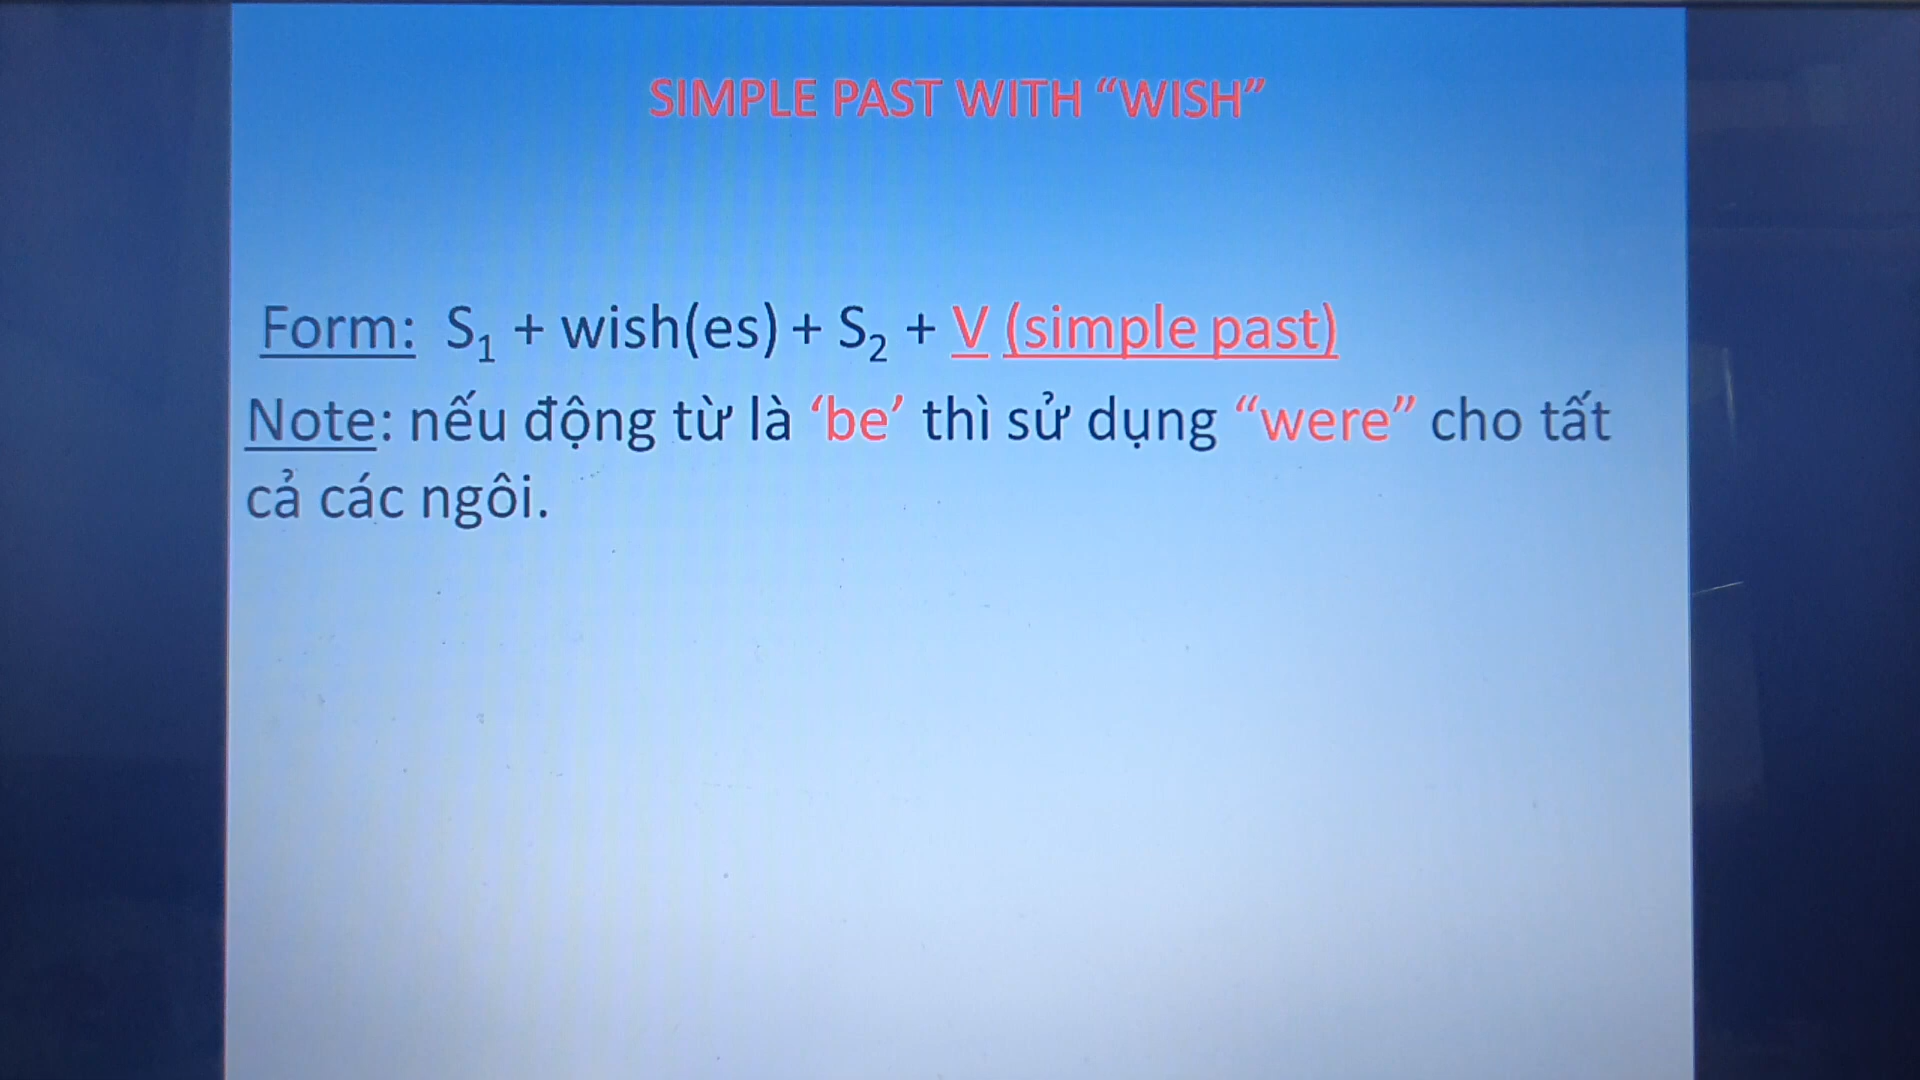 SIMPLE PAST WITH “WISH”
Form: S₁ + wish(es) + S₂ + V (simple past)
Note: nếu động từ là ‘be’ thì sử dụng “were” cho tất
cả các ngôi.